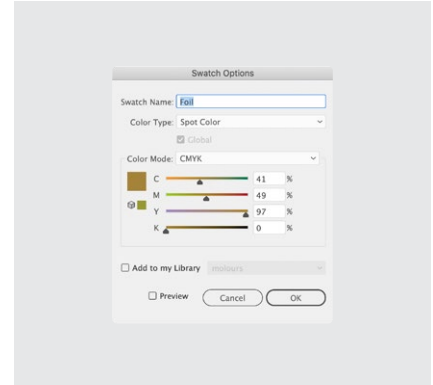 Swatch Options
Swatch Name: Foil
Color Type: Spot Color
Global
Color Mode: CMYK
C 41 %
M 49 %
Y 97 %
K 0 %
Add to my Library molours
Preview Cancel OK